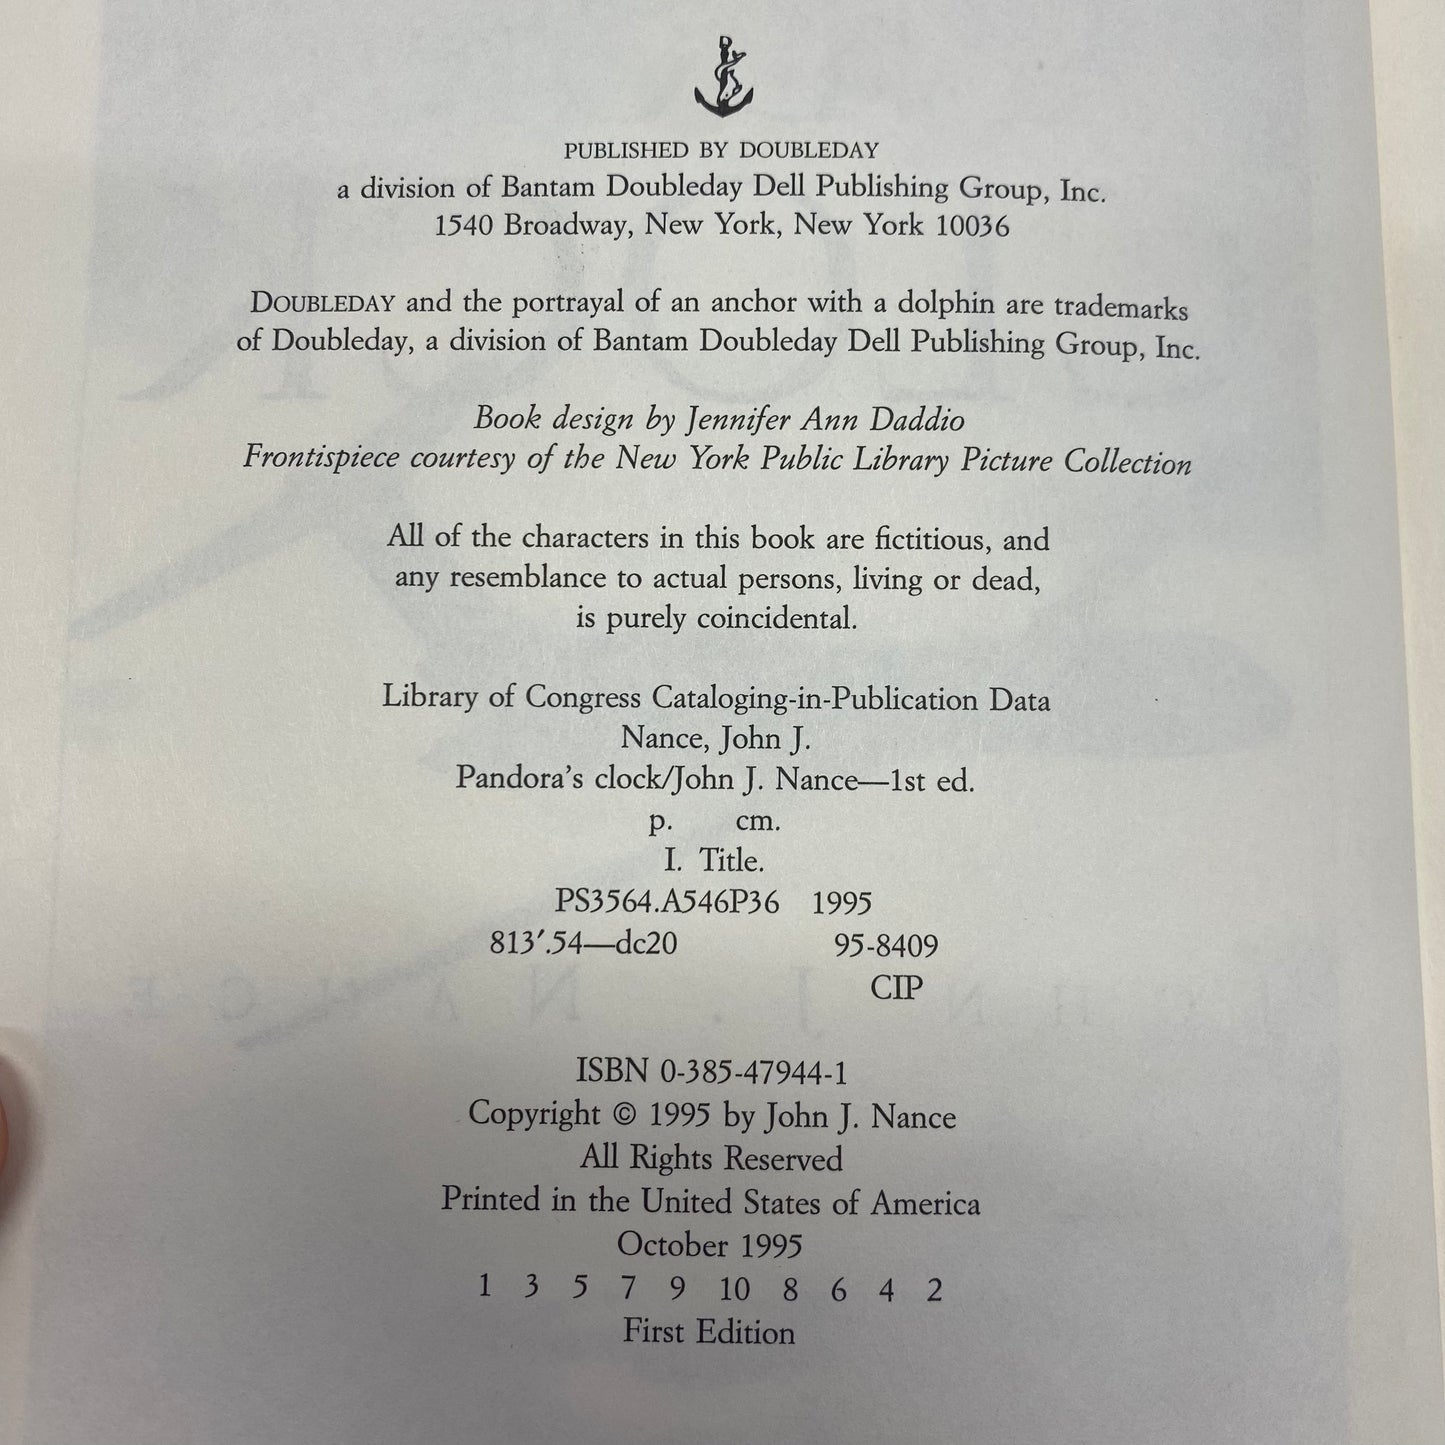 PUBLISHED BY DOUBLEDAY
a division of Bantam Doubleday Dell Publishing Group, Inc.
1540 Broadway, New York, New York 10036
DOUBLEDAY and the portrayal of an anchor with a dolphin are trademarks
of Doubleday, a division of Bantam Doubleday Dell Publishing Group, Inc.
Book design by Jennifer Ann Daddio
Frontispiece courtesy of the New York Public Library Picture Collection
All of the characters in this book are fictitious, and
any resemblance to actual persons, living or dead,
is purely coincidental.
Library of Congress Cataloging-in-Publication Data
Nance, John J.
Pandora's clock/John J. Nance—1st ed.
p. cm.
I. Title.
PS3564.A546P36 1995
813′.54—dc20 95-8409
CIP
ISBN 0-385-47944-1
Copyright © 1995 by John J. Nance
All Rights Reserved
Printed in the United States of America
October 1995
1 3 5 7 9 10 8 6 4 2
First Edition